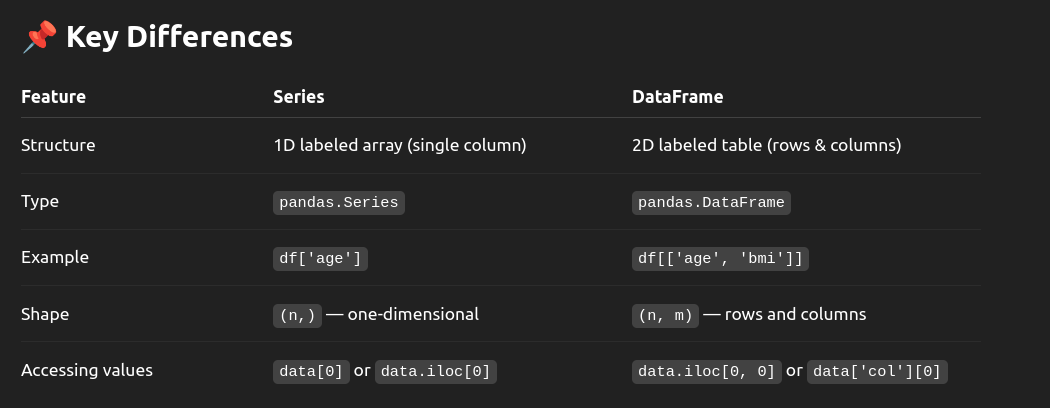 📌 Key Differences
Feature Series DataFrame
Structure 1D labeled array (single column) 2D labeled table (rows & columns)
Type pandas.Series pandas.DataFrame
Example df['age'] df[['age', 'bmi']]
Shape (n,) — one-dimensional (n, m) — rows and columns
Accessing values data[0] or data.iloc[0] data.iloc[0, 0] or data['col'][0]